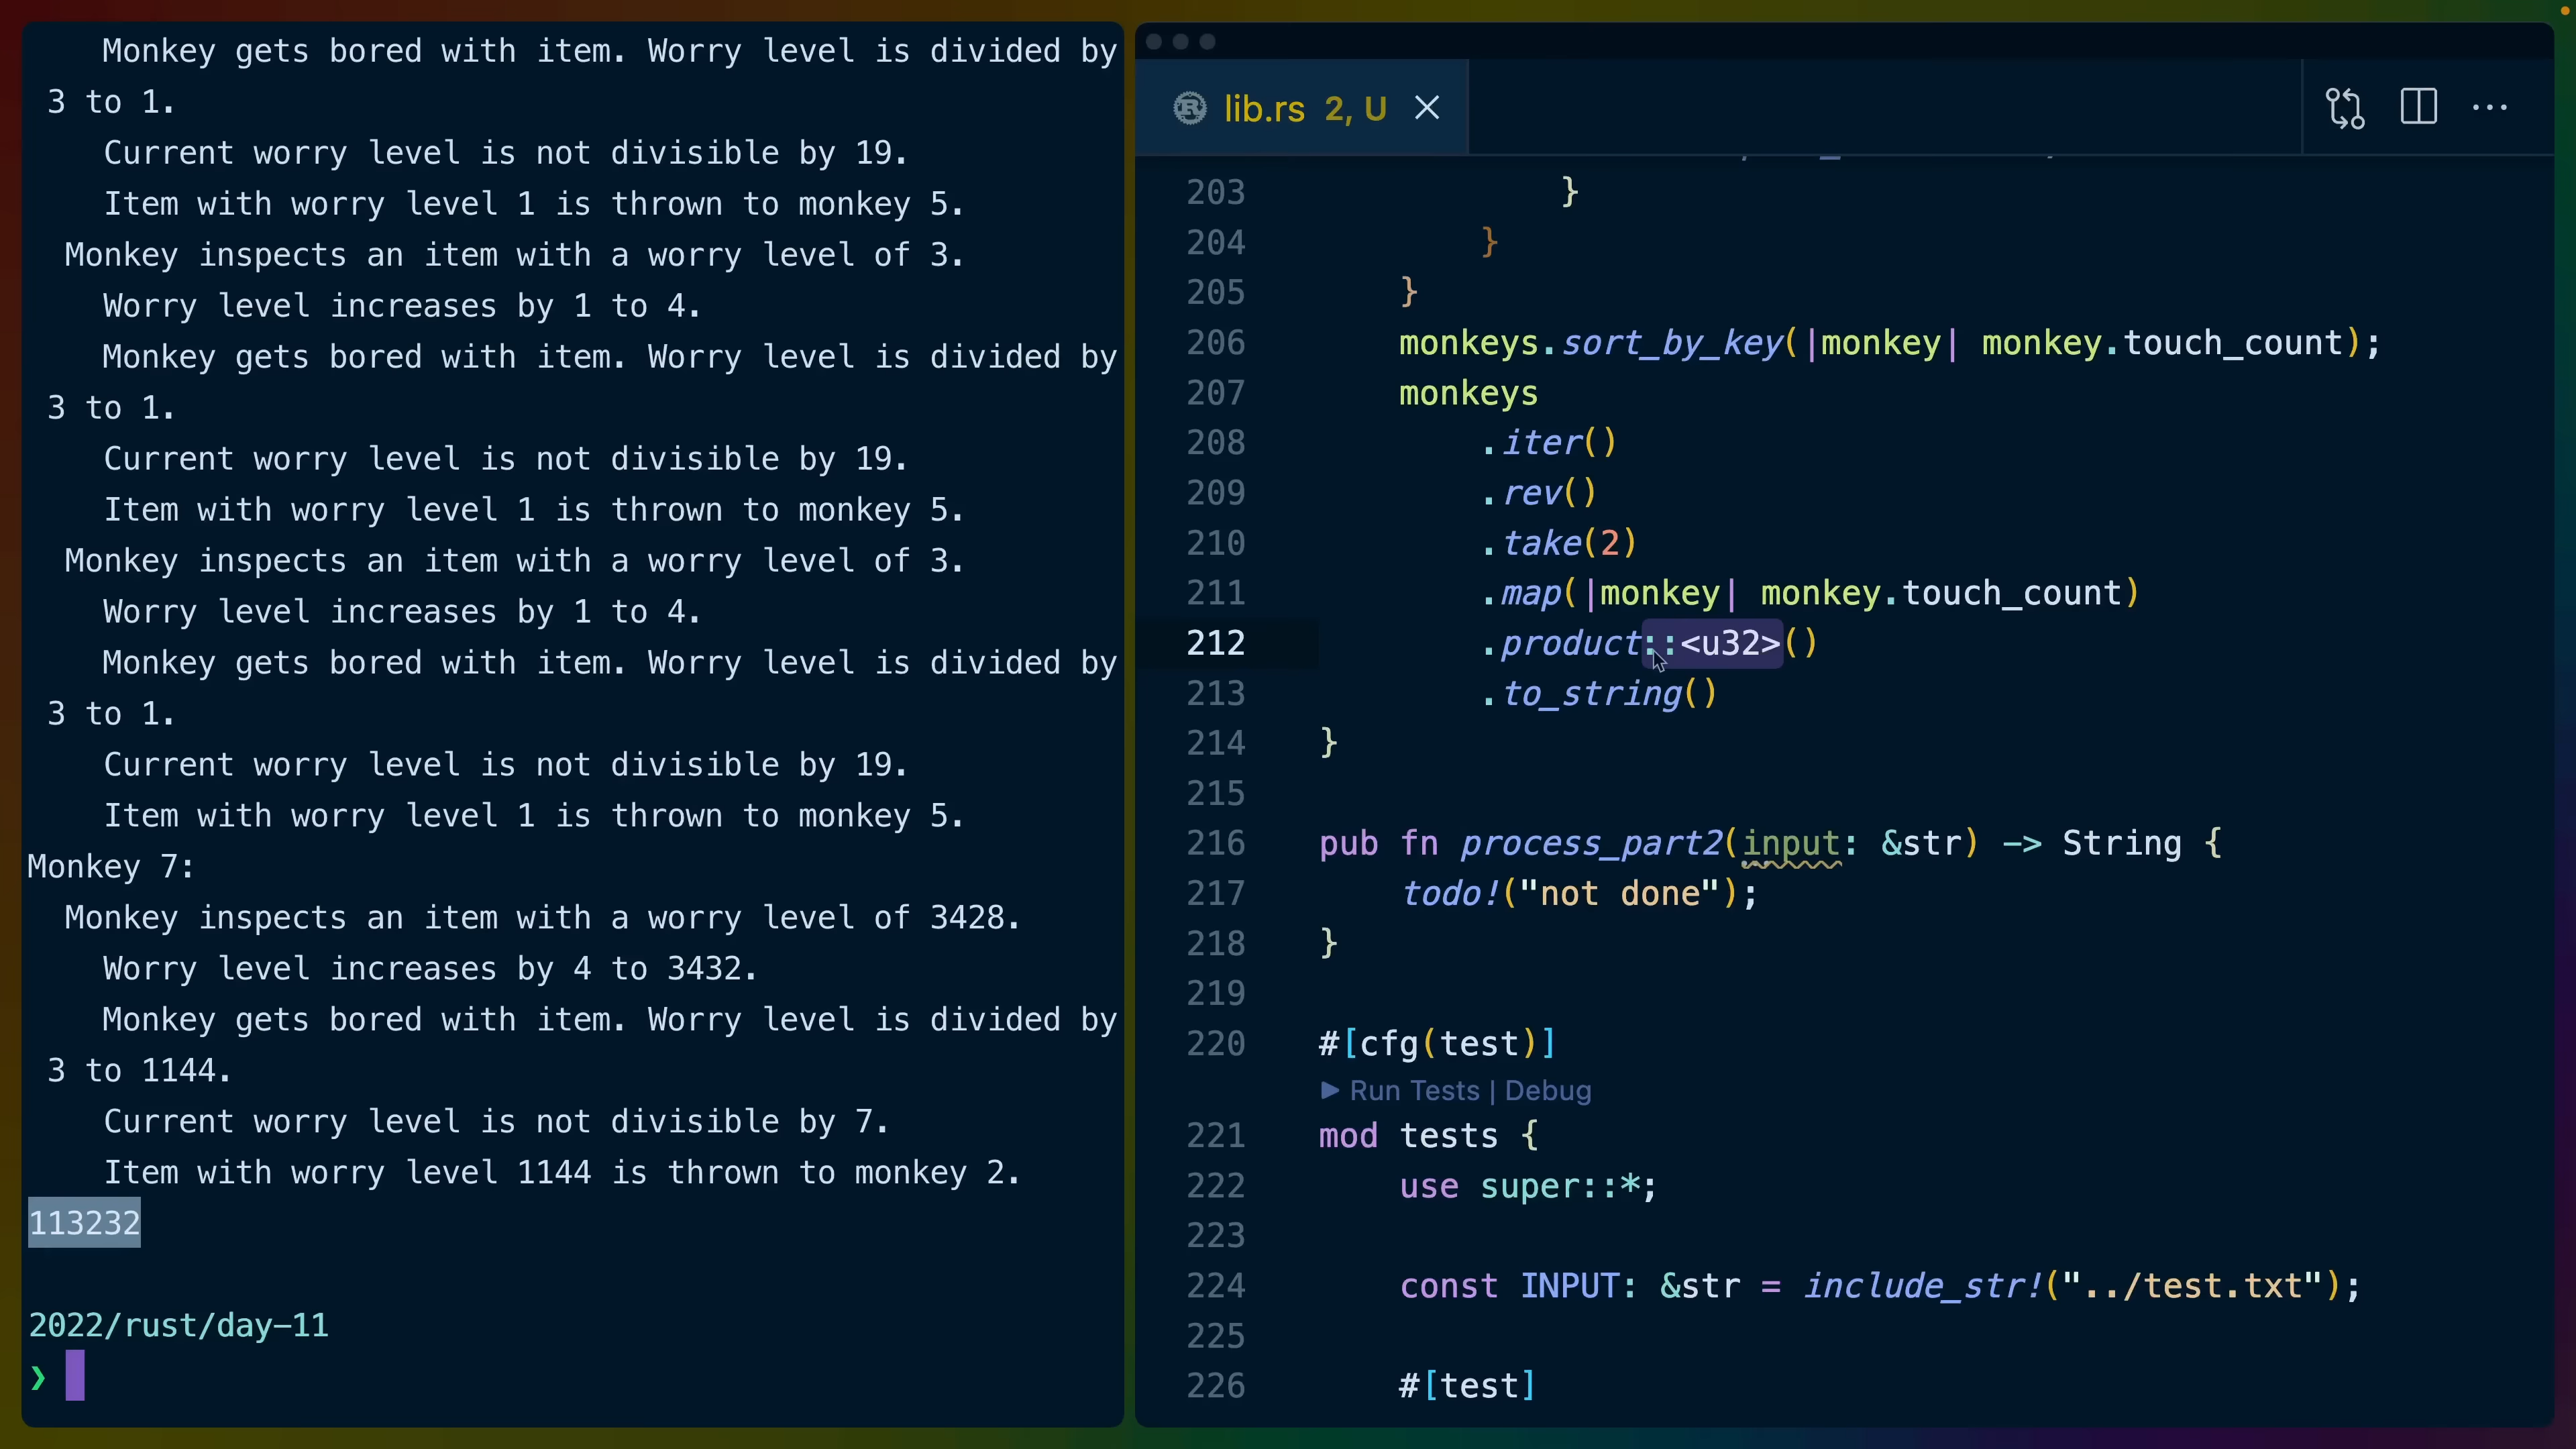 Monkey gets bored with item. Worry level is divided by
3 to 1.
Current worry level is not divisible by 19.
Item with worry level 1 is thrown to monkey 5.
Monkey inspects an item with a worry level of 3.
Worry level increases by 1 to 4.
Monkey gets bored with item. Worry level is divided by
3 to 1.
Current worry level is not divisible by 19.
Item with worry level 1 is thrown to monkey 5.
Monkey inspects an item with a worry level of 3.
Worry level increases by 1 to 4.
Monkey gets bored with item. Worry level is divided by
3 to 1.
Current worry level is not divisible by 19.
Item with worry level 1 is thrown to monkey 5.
Monkey 7:
Monkey inspects an item with a worry level of 3428.
Worry level increases by 4 to 3432.
Monkey gets bored with item. Worry level is divided by
3 to 1144.
Current worry level is not divisible by 7.
Item with worry level 1144 is thrown to monkey 2.
113232
2022/rust/day-11
❯
lib.rs 2, U
203 }
204 }
205 }
206 monkeys.sort_by_key(|monkey| monkey.touch_count);
207 monkeys
208 .iter()
209 .rev()
210 .take(2)
211 .map(|monkey| monkey.touch_count)
212 .product::<u32>()
213 .to_string()
214 }
215
216 pub fn process_part2(input: &str) -> String {
217 todo!("not done");
218 }
219
220 #[cfg(test)]
▶ Run Tests | Debug
221 mod tests {
222 use super::*;
223
224 const INPUT: &str = include_str!("../test.txt");
225
226 #[test]